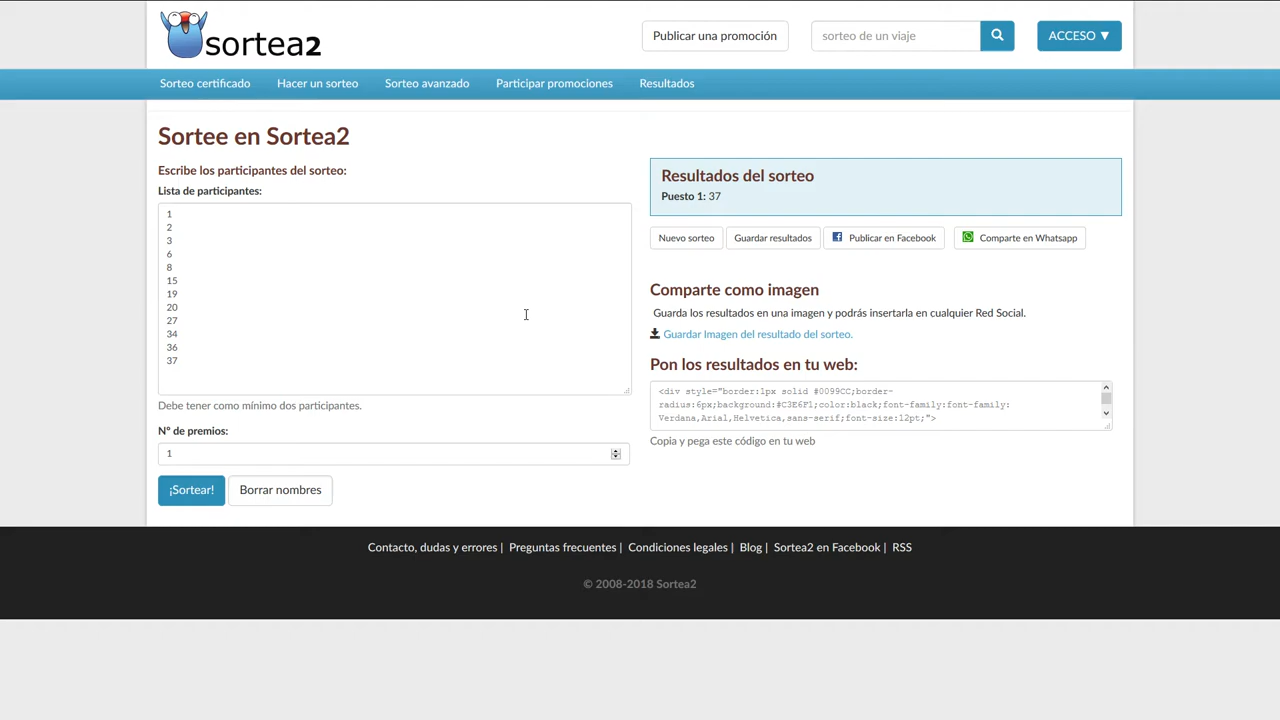 sortea2
Publicar una promoción
sorteo de un viaje
ACCESO ▼
Sorteo certificado
Hacer un sorteo
Sorteo avanzado
Participar promociones
Resultados
Sortee en Sortea2
Escribe los participantes del sorteo:
Lista de participantes:
1
2
3
6
8
15
19
20
27
34
36
37
Debe tener como mínimo dos participantes.
Nº de premios:
1
¡Sortear!
Borrar nombres
Resultados del sorteo
Puesto 1: 37
Nuevo sorteo
Guardar resultados
Publicar en Facebook
Comparte en Whatsapp
Comparte como imagen
Guarda los resultados en una imagen y podrás insertarla en cualquier Red Social.
Guardar Imagen del resultado del sorteo.
Pon los resultados en tu web:
<div style="border:1px solid #0099CC;border-
radius:6px;background:#C3E6F1;color:black;font-family:font-family:
Verdana,Arial,Helvetica,sans-serif;font-size:12pt;">
Copia y pega este código en tu web
Contacto, dudas y errores | Preguntas frecuentes | Condiciones legales | Blog | Sortea2 en Facebook | RSS
© 2008-2018 Sortea2